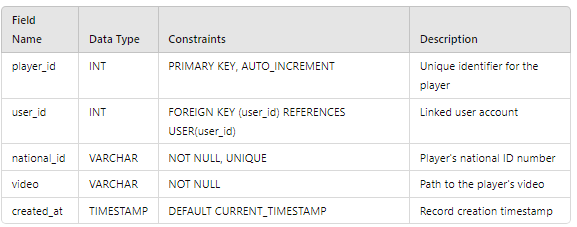 Field
Name Data Type Constraints Description
player_id INT PRIMARY KEY, AUTO_INCREMENT Unique identifier for the
player
user_id INT FOREIGN KEY (user_id) REFERENCES Linked user account
USER(user_id)
national_id VARCHAR NOT NULL, UNIQUE Player's national ID number
video VARCHAR NOT NULL Path to the player's video
created_at TIMESTAMP DEFAULT CURRENT_TIMESTAMP Record creation timestamp